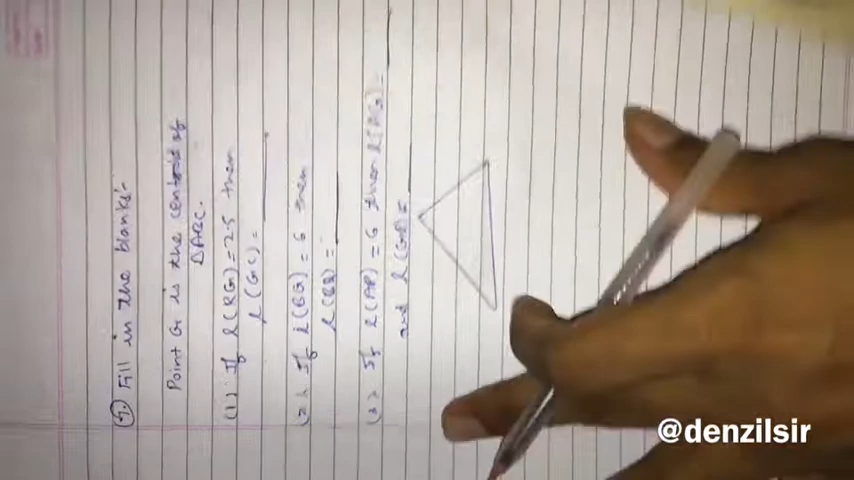 5) Fill in the blanks:-
Point G is the centroid of
ΔABC.
(1) If l(RG)=2.5 then
l(GC)=
(2) If l(BG)=6 then
l(BQ)=
(3) If l(AP)=6 then l(AG)=
and l(GP)=
@denzilsir